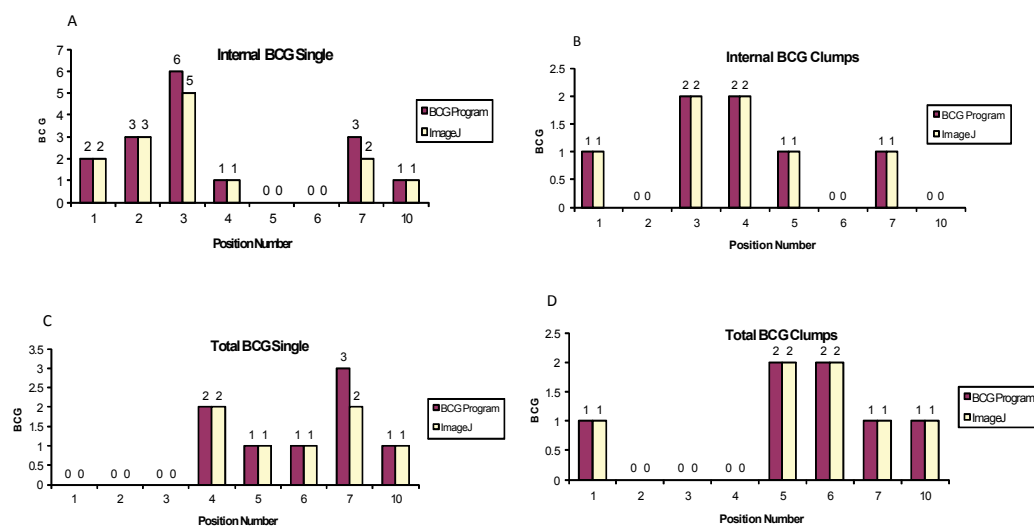 A
Internal BCG Single
7
6
5
4
3
2
1
0
BCG
2 2
3 3
6
5
1 1
0 0
0 0
3
2
1 1
1 2 3 4 5 6 7 10
Position Number
BCG Program
ImageJ
B
Internal BCG Clumps
2.5
2
1.5
1
0.5
0
BCG
1 1
0 0
2 2
2 2
1 1
0 0
1 1
0 0
1 2 3 4 5 6 7 10
Position Number
BCG Program
ImageJ
C
Total BCG Single
3.5
3
2.5
2
1.5
1
0.5
0
BCG
0 0
0 0
0 0
2 2
1 1
1 1
3
2
1 1
1 2 3 4 5 6 7 10
Position Number
BCG Program
ImageJ
D
Total BCG Clumps
2.5
2
1.5
1
0.5
0
BCG
1 1
0 0
0 0
0 0
2 2
2 2
1 1
1 1
1 2 3 4 5 6 7 10
Position Number
BCG Program
ImageJ